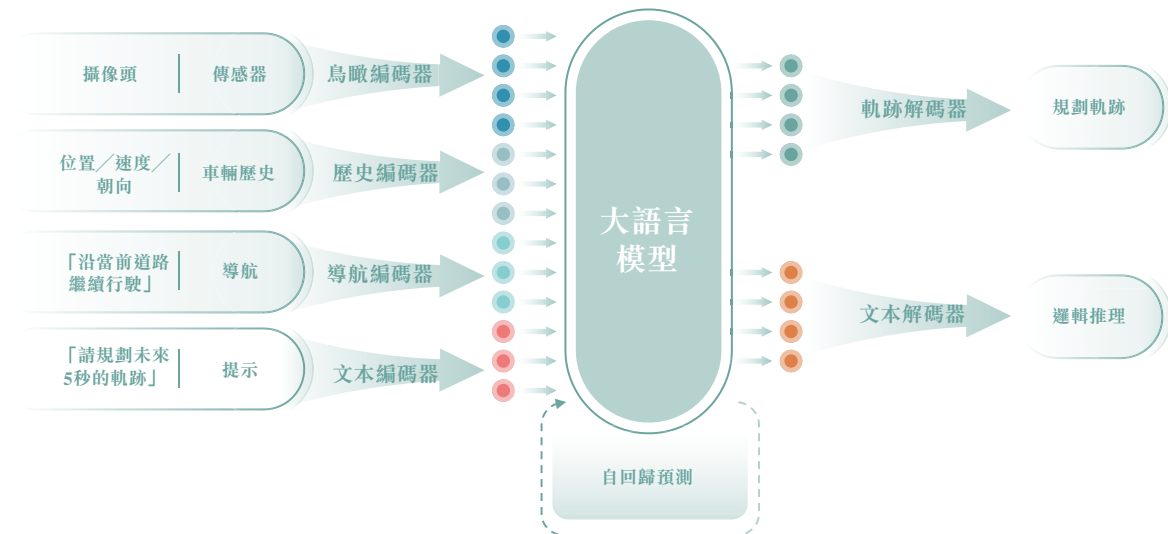 攝像頭
傳感器
鳥瞰編碼器
位置／速度／
朝向
車輛歷史
歷史編碼器
「沿當前道路
繼續行駛」
導航
導航編碼器
「請規劃未來
5秒的軌跡」
提示
文本編碼器
大語言
模型
自回歸預測
軌跡解碼器
規劃軌跡
文本解碼器
邏輯推理